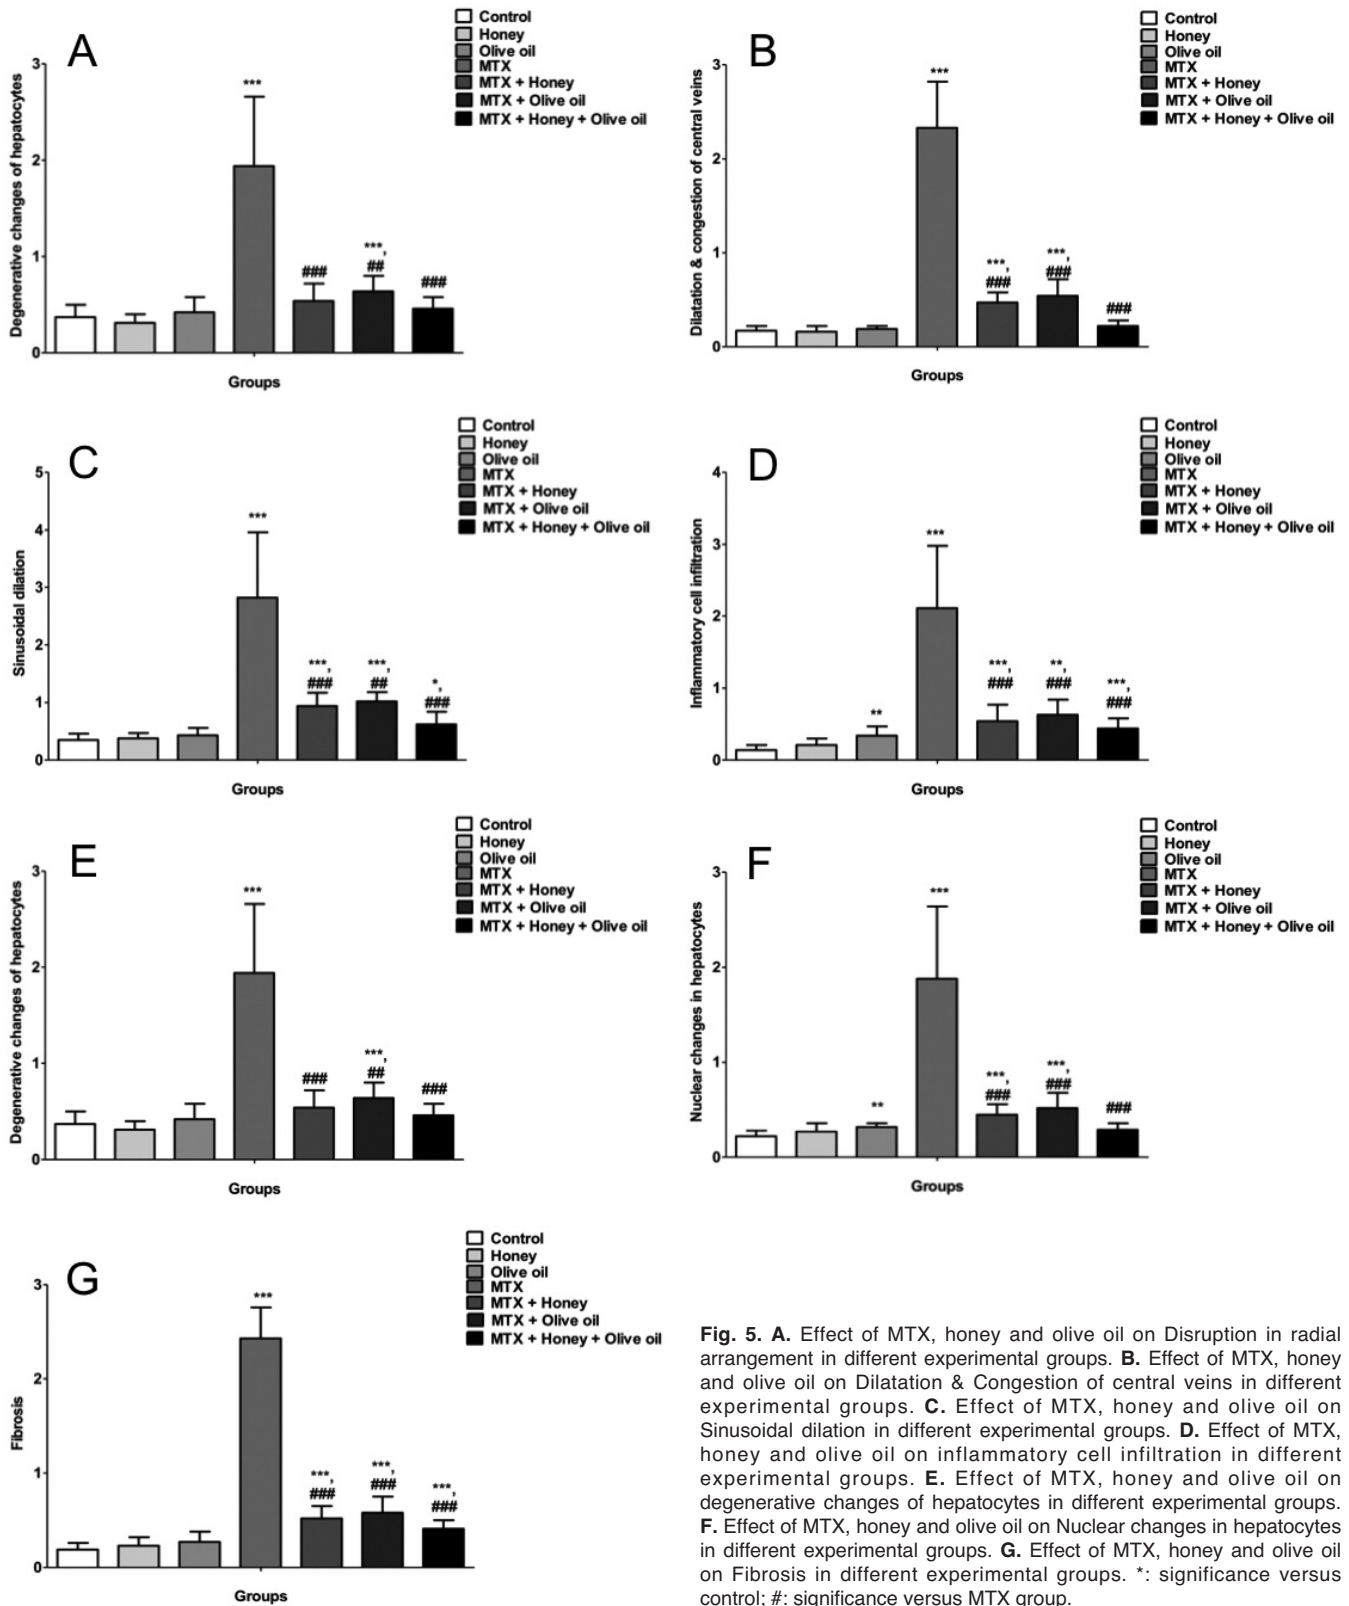 A
Control
Honey
Olive oil
MTX
MTX + Honey
MTX + Olive oil
MTX + Honey + Olive oil
Degenerative changes of hepatocytes
3
2
1
0
***
###
***,
##
###
Groups
B
Control
Honey
Olive oil
MTX
MTX + Honey
MTX + Olive oil
MTX + Honey + Olive oil
Dilatation & congestion of central veins
3
2
1
0
***
***,
###
***,
###
###
Groups
C
Control
Honey
Olive oil
MTX
MTX + Honey
MTX + Olive oil
MTX + Honey + Olive oil
Sinusoidal dilation
5
4
3
2
1
0
***
***,
###
***,
##
*,
###
Groups
D
Control
Honey
Olive oil
MTX
MTX + Honey
MTX + Olive oil
MTX + Honey + Olive oil
Inflammatory cell infiltration
4
3
2
1
0
**
***
***,
###
**,
###
***,
###
Groups
E
Control
Honey
Olive oil
MTX
MTX + Honey
MTX + Olive oil
MTX + Honey + Olive oil
Degenerative changes of hepatocytes
3
2
1
0
***
###
***,
##
###
Groups
F
Control
Honey
Olive oil
MTX
MTX + Honey
MTX + Olive oil
MTX + Honey + Olive oil
Nuclear changes in hepatocytes
3
2
1
0
**
***
***,
###
***,
###
###
Groups
G
Control
Honey
Olive oil
MTX
MTX + Honey
MTX + Olive oil
MTX + Honey + Olive oil
Fibrosis
3
2
1
0
***
***,
###
***,
###
***,
###
Groups
Fig. 5. A. Effect of MTX, honey and olive oil on Disruption in radial
arrangement in different experimental groups. B. Effect of MTX, honey
and olive oil on Dilatation & Congestion of central veins in different
experimental groups. C. Effect of MTX, honey and olive oil on
Sinusoidal dilation in different experimental groups. D. Effect of MTX,
honey and olive oil on inflammatory cell infiltration in different
experimental groups. E. Effect of MTX, honey and olive oil on
degenerative changes of hepatocytes in different experimental groups.
F. Effect of MTX, honey and olive oil on Nuclear changes in hepatocytes
in different experimental groups. G. Effect of MTX, honey and olive oil
on Fibrosis in different experimental groups. *: significance versus
control; #: significance versus MTX group.